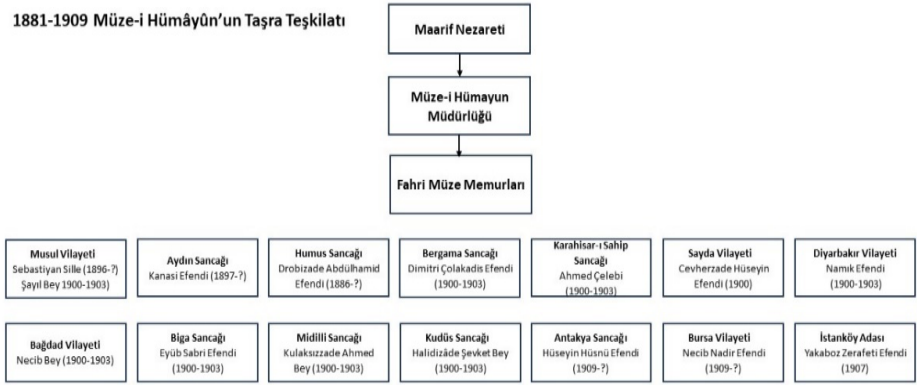 1881-1909 Müze-i Hümâyûn'un Taşra Teşkilatı
Maarif Nezareti
Müze-i Hümayun
Müdürlüğü
Fahri Müze Memurları
Musul Vilayeti
Sebastiyan Sille (1896-?)
Şayıl Bey 1900-1903)
Aydın Sancağı
Kanasi Efendi (1897-?)
Humus Sancağı
Drobizade Abdülhamid
Efendi (1886-?)
Bergama Sancağı
Dimitri Çolakadis Efendi
(1900-1903)
Karahisar-ı Sahip
Sancağı
Ahmed Çelebi
(1900-1903)
Sayda Vilayeti
Cevherzade Hüseyin
Efendi (1900)
Diyarbakır Vilayeti
Namık Efendi
(1900-1903)
Bağdad Vilayeti
Necib Bey (1900-1903)
Biga Sancağı
Eyüb Sabri Efendi
(1900-1903)
Midilli Sancağı
Kulaksızzade Ahmed
Bey (1900-1903)
Kudüs Sancağı
Halidizâde Şevket Bey
(1900-1903)
Antakya Sancağı
Hüseyin Hüsnü Efendi
(1909-?)
Bursa Vilayeti
Necib Nadir Efendi
(1909-?)
İstanköy Adası
Yakaboz Zerafeti Efendi
(1907)